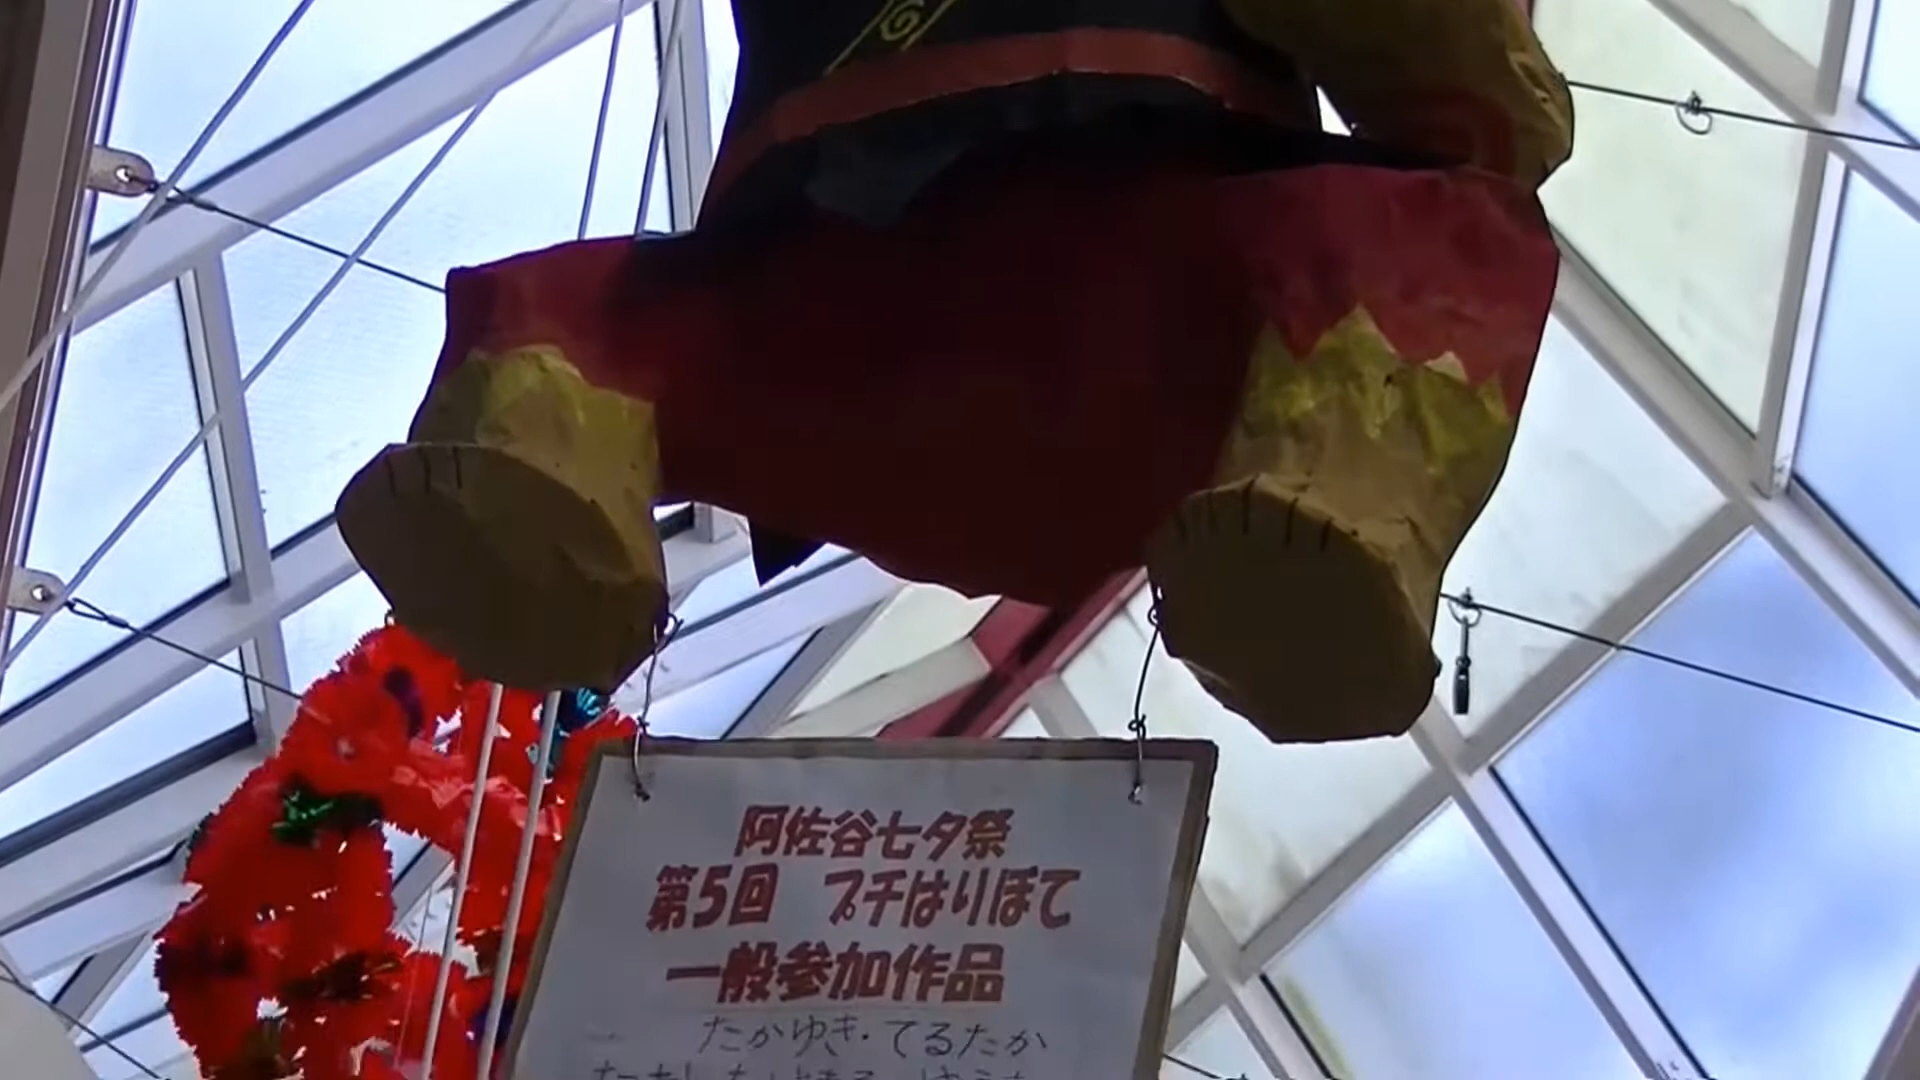 阿佐谷七夕祭
第5回 プチはりぼて
一般参加作品
たかゆき・てるたか